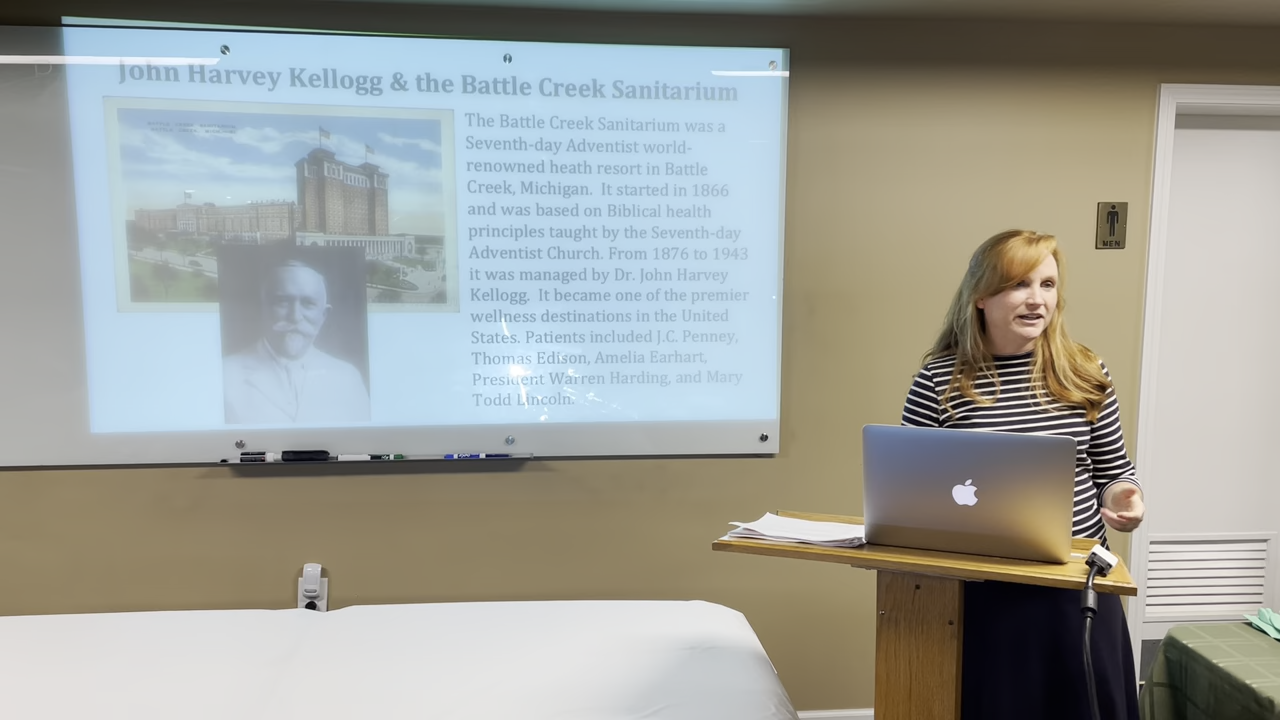 John Harvey Kellogg & the Battle Creek Sanitarium
The Battle Creek Sanitarium was a
Seventh-day Adventist world-
renowned heath resort in Battle
Creek, Michigan. It started in 1866
and was based on Biblical health
principles taught by the Seventh-day
Adventist Church. From 1876 to 1943
it was managed by Dr. John Harvey
Kellogg. It became one of the premier
wellness destinations in the United
States. Patients included J.C. Penney,
Thomas Edison, Amelia Earhart,
President Warren Harding, and Mary
Todd Lincoln.
MEN